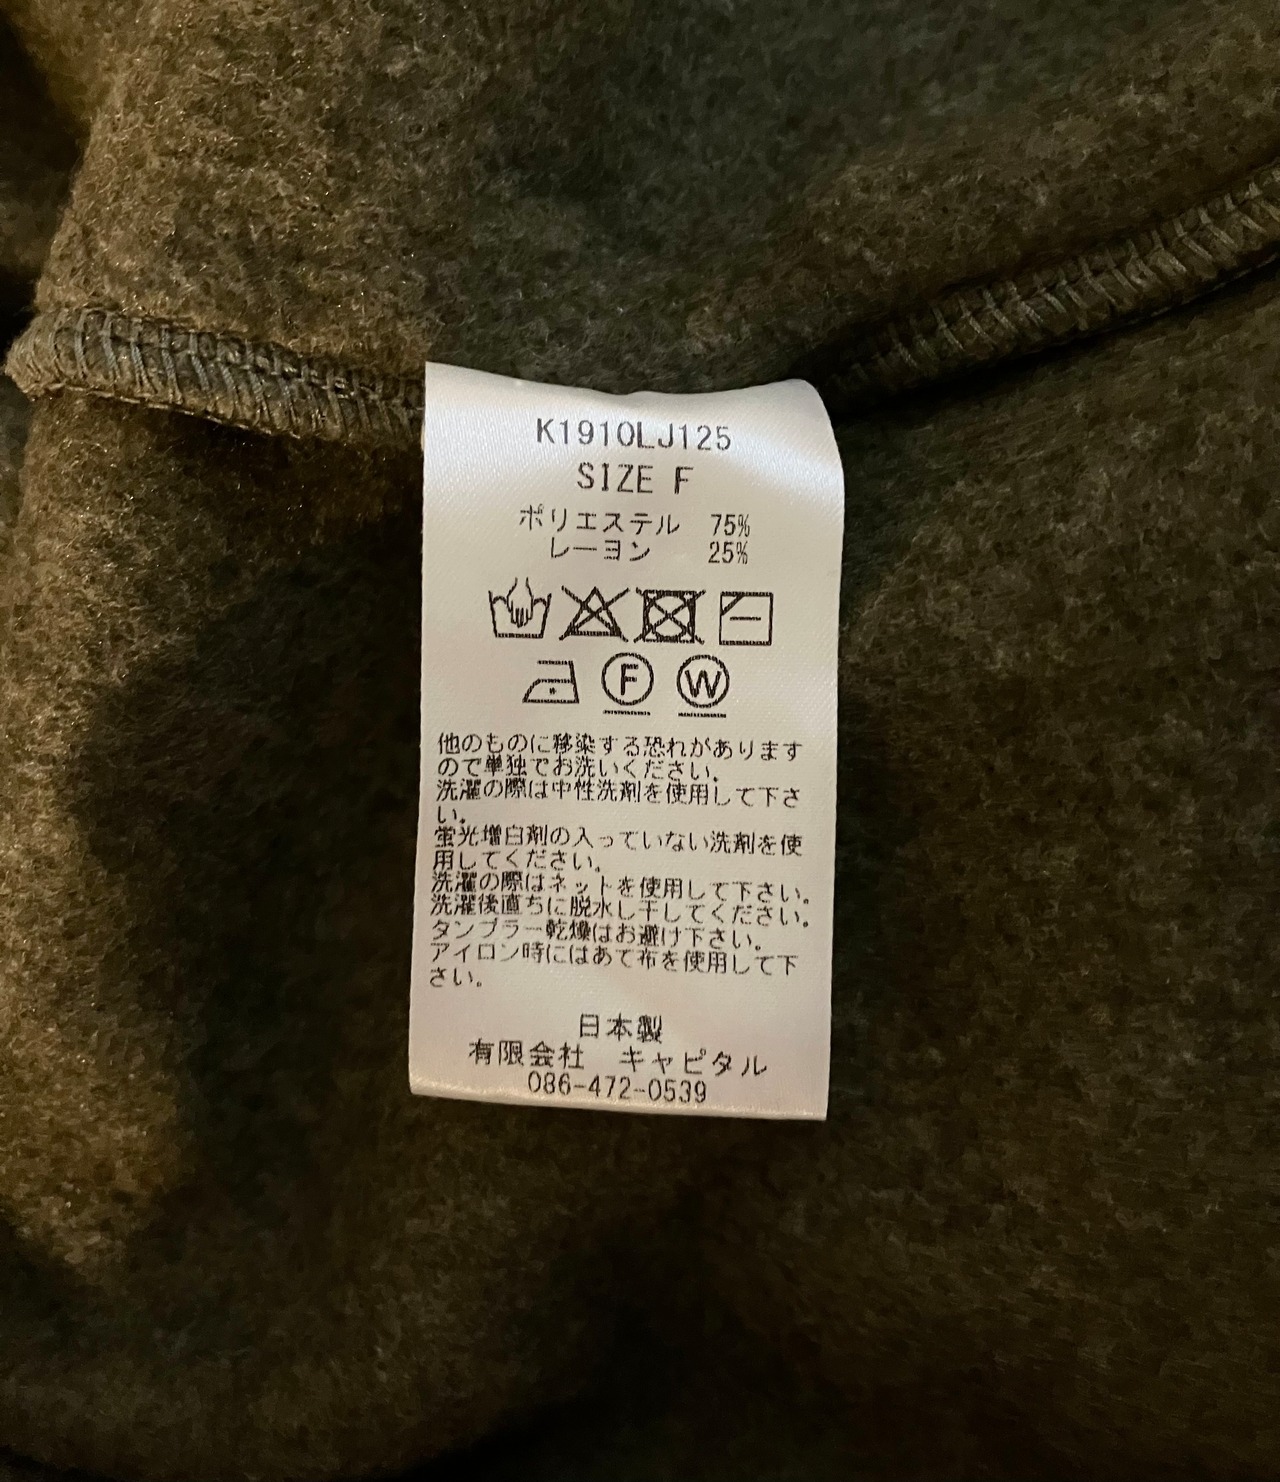 K1910LJ125
SIZE F
ポリエステル 75%
レーヨン 25%
F W
他のものに移染する恐れがあります
ので単独でお洗いください。
洗濯の際は中性洗剤を使用して下さ
い。
蛍光増白剤の入っていない洗剤を使
用してください。
洗濯の際はネットを使用して下さい。
洗濯後直ちに脱水し干してください。
タンブラー乾燥はお避け下さい。
アイロン時にはあて布を使用して下
さい。
日本製
有限会社 キャピタル
086-472-0539